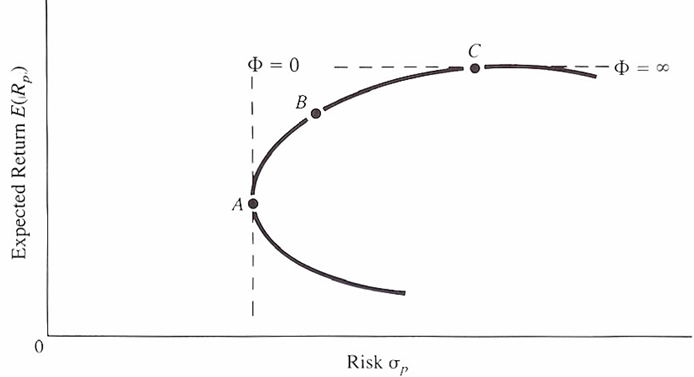 Φ = 0
C
Φ = ∞
B
Expected Return E(Rp)
A
0
Risk σp